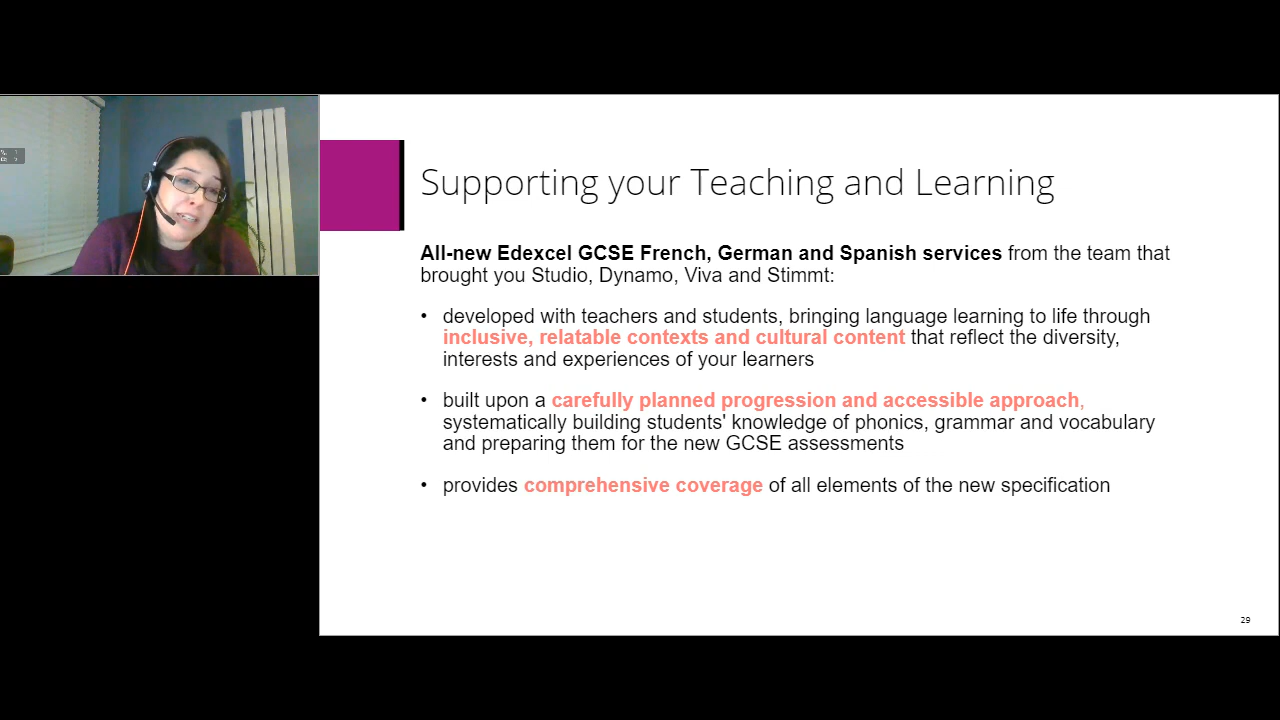 Supporting your Teaching and Learning
All-new Edexcel GCSE French, German and Spanish services from the team that
brought you Studio, Dynamo, Viva and Stimmt:
• developed with teachers and students, bringing language learning to life through
inclusive, relatable contexts and cultural content that reflect the diversity,
interests and experiences of your learners
• built upon a carefully planned progression and accessible approach,
systematically building students' knowledge of phonics, grammar and vocabulary
and preparing them for the new GCSE assessments
• provides comprehensive coverage of all elements of the new specification
29